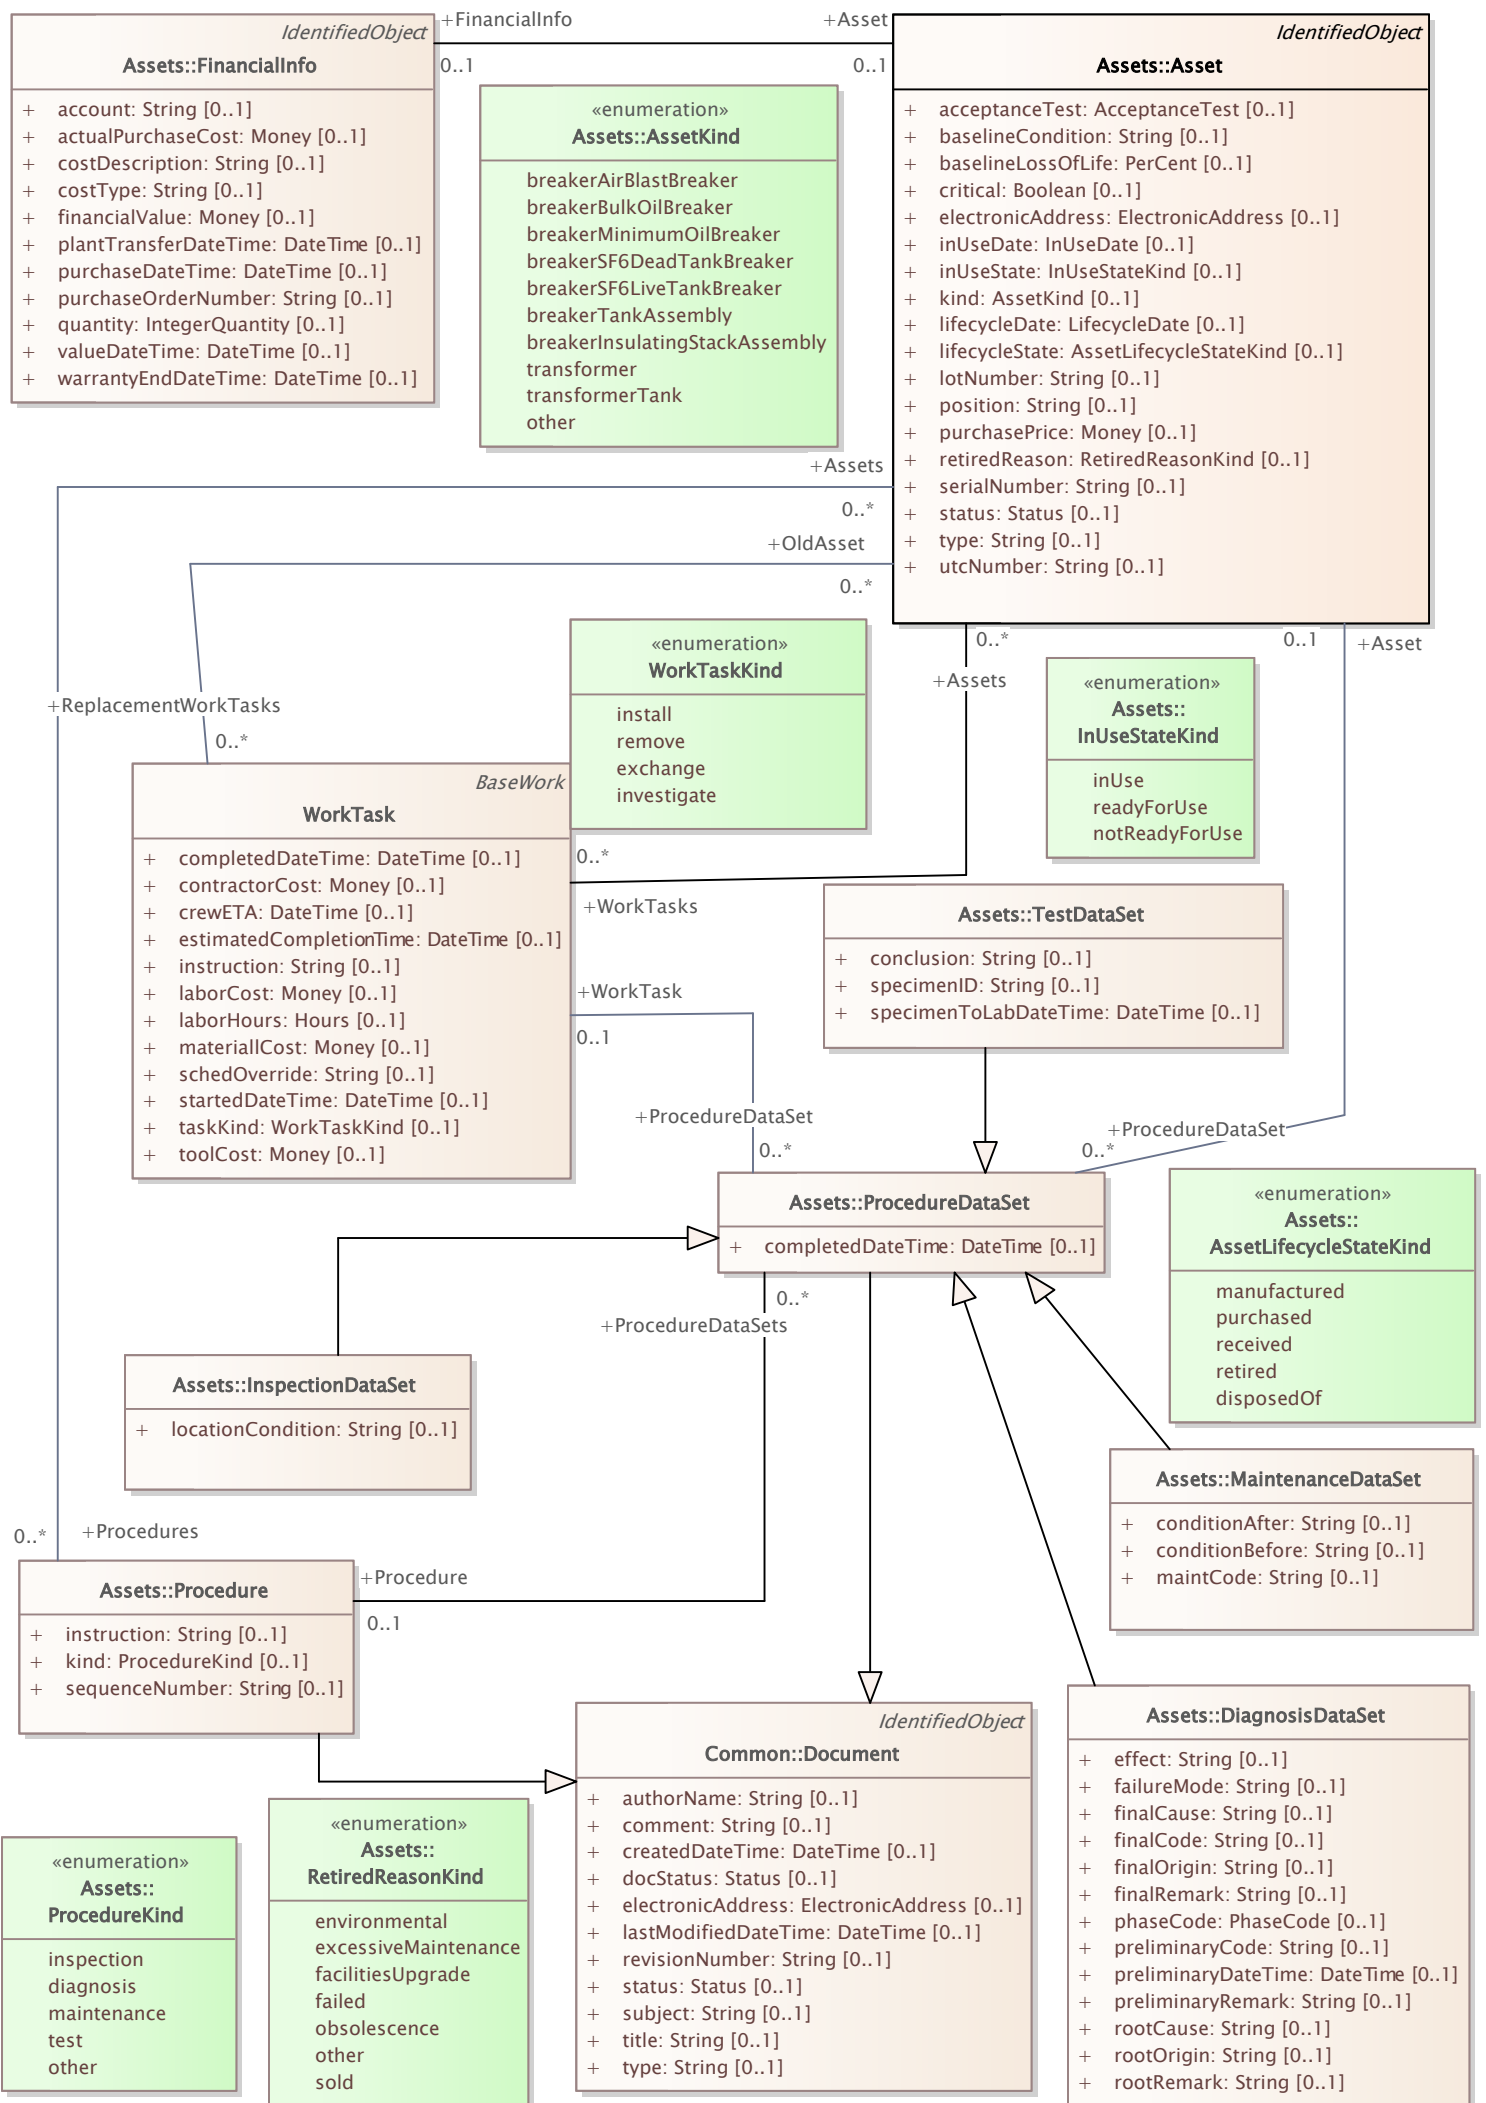 IdentifiedObject
Assets::FinancialInfo
+ account: String [0..1]
+ actualPurchaseCost: Money [0..1]
+ costDescription: String [0..1]
+ costType: String [0..1]
+ financialValue: Money [0..1]
+ plantTransferDateTime: DateTime [0..1]
+ purchaseDateTime: DateTime [0..1]
+ purchaseOrderNumber: String [0..1]
+ quantity: IntegerQuantity [0..1]
+ valueDateTime: DateTime [0..1]
+ warrantyEndDateTime: DateTime [0..1]
+FinancialInfo
0..1
+Asset
0..1
«enumeration»
Assets::AssetKind
breakerAirBlastBreaker
breakerBulkOilBreaker
breakerMinimumOilBreaker
breakerSF6DeadTankBreaker
breakerSF6LiveTankBreaker
breakerTankAssembly
breakerInsulatingStackAssembly
transformer
transformerTank
other
IdentifiedObject
Assets::Asset
+ acceptanceTest: AcceptanceTest [0..1]
+ baselineCondition: String [0..1]
+ baselineLossOfLife: PerCent [0..1]
+ critical: Boolean [0..1]
+ electronicAddress: ElectronicAddress [0..1]
+ inUseDate: InUseDate [0..1]
+ inUseState: InUseStateKind [0..1]
+ kind: AssetKind [0..1]
+ lifecycleDate: LifecycleDate [0..1]
+ lifecycleState: AssetLifecycleStateKind [0..1]
+ lotNumber: String [0..1]
+ position: String [0..1]
+ purchasePrice: Money [0..1]
+ retiredReason: RetiredReasonKind [0..1]
+ serialNumber: String [0..1]
+ status: Status [0..1]
+ type: String [0..1]
+ utcNumber: String [0..1]
+Assets
0..*
+OldAsset
0..*
0..*
+Assets
0..1
+Asset
+ReplacementWorkTasks
0..*
«enumeration»
WorkTaskKind
install
remove
exchange
investigate
«enumeration»
Assets::
InUseStateKind
inUse
readyForUse
notReadyForUse
BaseWork
WorkTask
+ completedDateTime: DateTime [0..1]
+ contractorCost: Money [0..1]
+ crewETA: DateTime [0..1]
+ estimatedCompletionTime: DateTime [0..1]
+ instruction: String [0..1]
+ laborCost: Money [0..1]
+ laborHours: Hours [0..1]
+ materiallCost: Money [0..1]
+ schedOverride: String [0..1]
+ startedDateTime: DateTime [0..1]
+ taskKind: WorkTaskKind [0..1]
+ toolCost: Money [0..1]
0..*
+WorkTasks
+WorkTask
0..1
Assets::TestDataSet
+ conclusion: String [0..1]
+ specimenID: String [0..1]
+ specimenToLabDateTime: DateTime [0..1]
+ProcedureDataSet
0..*
+ProcedureDataSet
0..*
Assets::ProcedureDataSet
+ completedDateTime: DateTime [0..1]
0..*
+ProcedureDataSets
«enumeration»
Assets::
AssetLifecycleStateKind
manufactured
purchased
received
retired
disposedOf
Assets::InspectionDataSet
+ locationCondition: String [0..1]
Assets::MaintenanceDataSet
+ conditionAfter: String [0..1]
+ conditionBefore: String [0..1]
+ maintCode: String [0..1]
0..*
+Procedures
Assets::Procedure
+ instruction: String [0..1]
+ kind: ProcedureKind [0..1]
+ sequenceNumber: String [0..1]
+Procedure
0..1
IdentifiedObject
Common::Document
+ authorName: String [0..1]
+ comment: String [0..1]
+ createdDateTime: DateTime [0..1]
+ docStatus: Status [0..1]
+ electronicAddress: ElectronicAddress [0..1]
+ lastModifiedDateTime: DateTime [0..1]
+ revisionNumber: String [0..1]
+ status: Status [0..1]
+ subject: String [0..1]
+ title: String [0..1]
+ type: String [0..1]
Assets::DiagnosisDataSet
+ effect: String [0..1]
+ failureMode: String [0..1]
+ finalCause: String [0..1]
+ finalCode: String [0..1]
+ finalOrigin: String [0..1]
+ finalRemark: String [0..1]
+ phaseCode: PhaseCode [0..1]
+ preliminaryCode: String [0..1]
+ preliminaryDateTime: DateTime [0..1]
+ preliminaryRemark: String [0..1]
+ rootCause: String [0..1]
+ rootOrigin: String [0..1]
+ rootRemark: String [0..1]
«enumeration»
Assets::
ProcedureKind
inspection
diagnosis
maintenance
test
other
«enumeration»
Assets::
RetiredReasonKind
environmental
excessiveMaintenance
facilitiesUpgrade
failed
obsolescence
other
sold